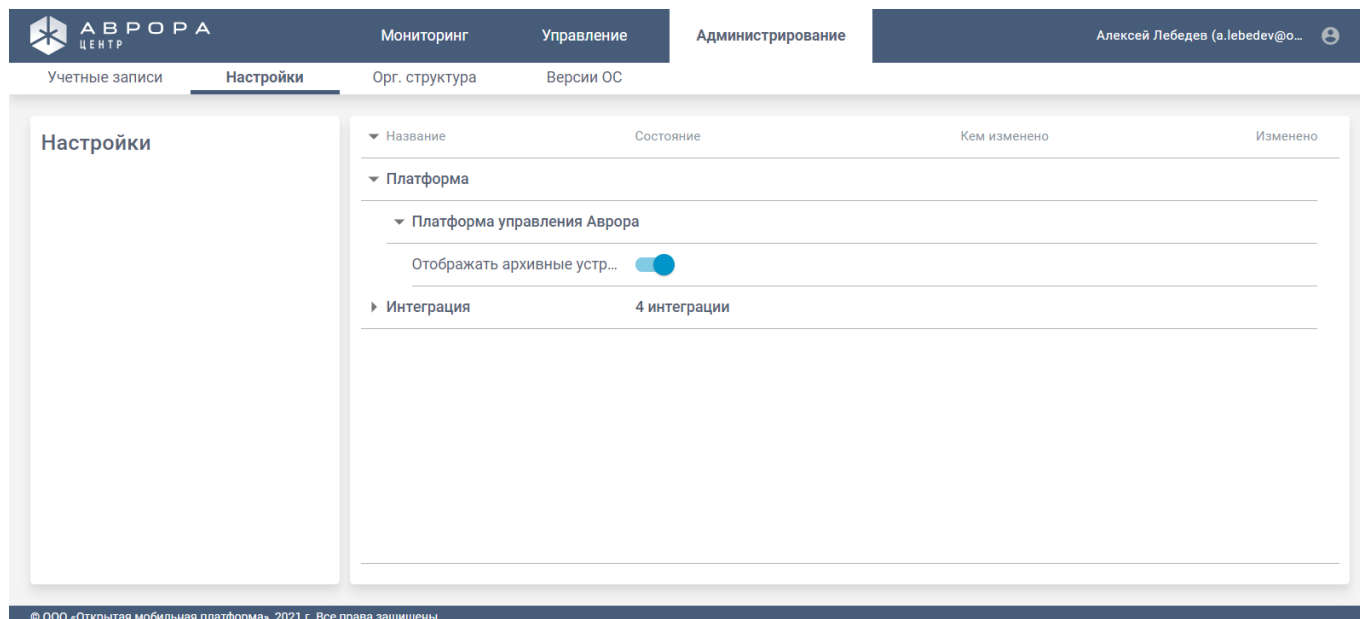 АВРОРА
ЦЕНТР
Мониторинг Управление Администрирование Алексей Лебедев (a.lebedev@o...
Учетные записи Настройки Орг. структура Версии ОС
Настройки
Название Состояние Кем изменено Изменено
Платформа
Платформа управления Аврора
Отображать архивные устр...
Интеграция 4 интеграции
© ООО «Открытая мобильная платформа», 2021 г. Все права защищены